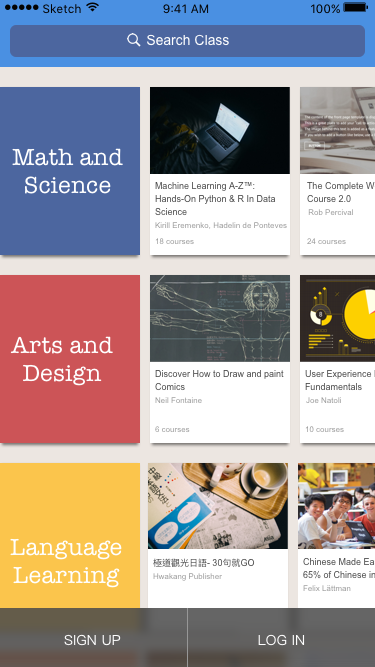 Sketch
9:41 AM
100%
Search Class
Math and
Science
Machine Learning A-Z™:
Hands-On Python & R In Data
Science
Kirill Eremenko, Hadelin de Ponteves
18 courses
The Complete W
Course 2.0
Rob Percival
24 courses
Arts and
Design
Discover How to Draw and paint
Comics
Neil Fontaine
6 courses
User Experience
Fundamentals
Joe Natoli
10 courses
Language
Learning
極道觀光日語- 30句就GO
Hwakang Publisher
Chinese Made Ea
65% of Chinese in
Felix Lättman
SIGN UP
LOG IN